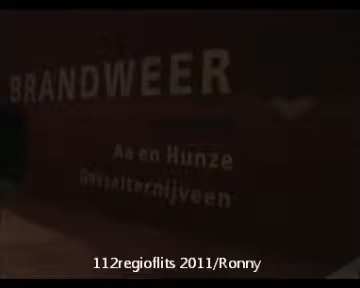 BRANDWEER
Aa en Hunze
Gasselternijveen
112regioflits 2011/Ronny